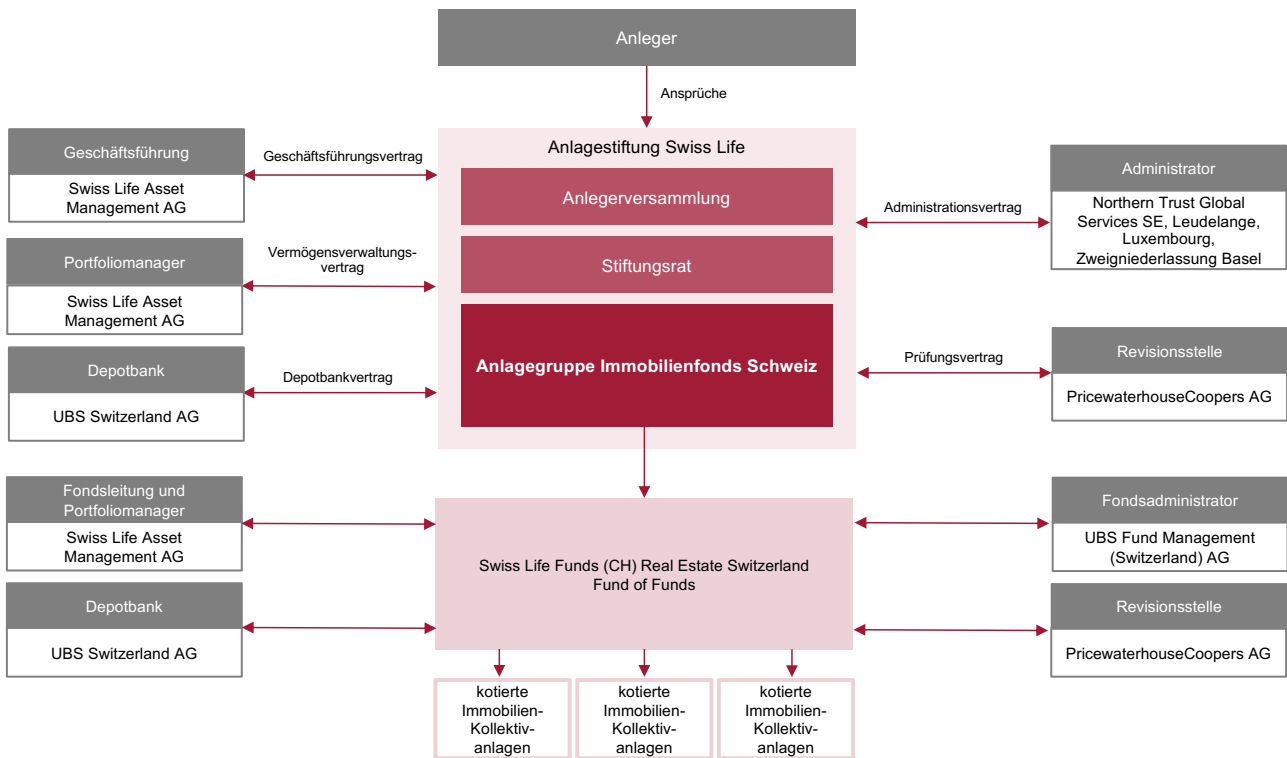 Anleger
Ansprüche
Anlagestiftung Swiss Life
Anlegerversammlung
Stiftungsrat
Anlagegruppe Immobilienfonds Schweiz
Geschäftsführung
Swiss Life Asset
Management AG
Geschäftsführungsvertrag
Portfoliomanager
Swiss Life Asset
Management AG
Vermögensverwaltungs-
vertrag
Depotbank
UBS Switzerland AG
Depotbankvertrag
Administrationsvertrag
Administrator
Northern Trust Global
Services SE, Leudelange,
Luxembourg,
Zweigniederlassung Basel
Prüfungsvertrag
Revisionsstelle
PricewaterhouseCoopers AG
Fondsleitung und
Portfoliomanager
Swiss Life Asset
Management AG
Depotbank
UBS Switzerland AG
Swiss Life Funds (CH) Real Estate Switzerland
Fund of Funds
Fondsadministrator
UBS Fund Management
(Switzerland) AG
Revisionsstelle
PricewaterhouseCoopers AG
kotierte
Immobilien-
Kollektiv-
anlagen
kotierte
Immobilien-
Kollektiv-
anlagen
kotierte
Immobilien-
Kollektiv-
anlagen